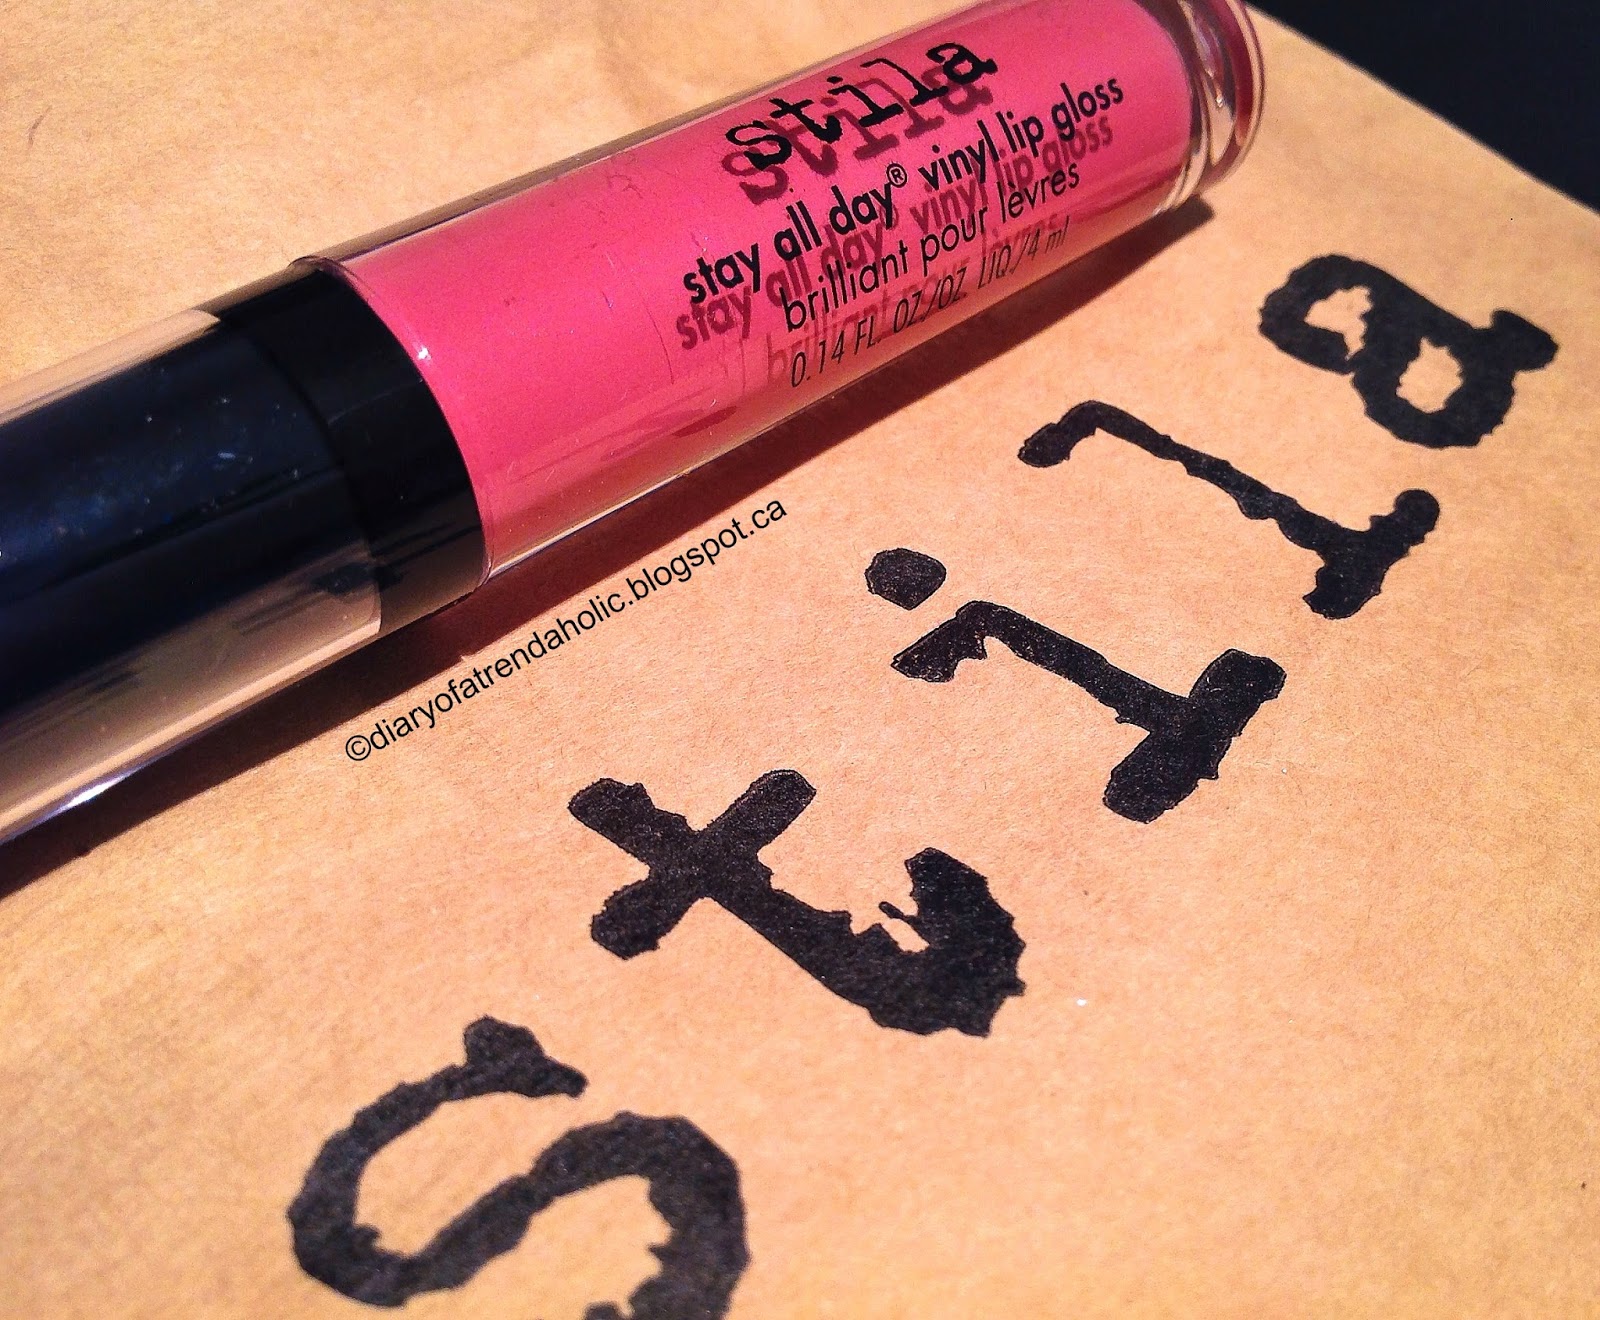 stila
stay all day® vinyl lip gloss
brilliant pour lèvres
0.14 FL. OZ./OZ. LIQ./4 ml
©diaryofatrendaholic.blogspot.ca
stila